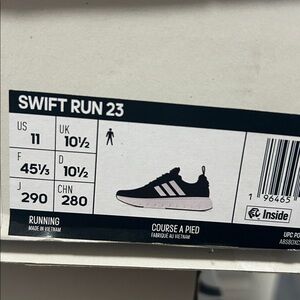 SWIFT RUN 23
US 11 UK 10½
F 45⅓ D 10½
J 290 CHN 280
1 96465
Inside
RUNNING
MADE IN VIETNAM
COURSE A PIED
FABRIQUÉ AU VIETNAM
UPC